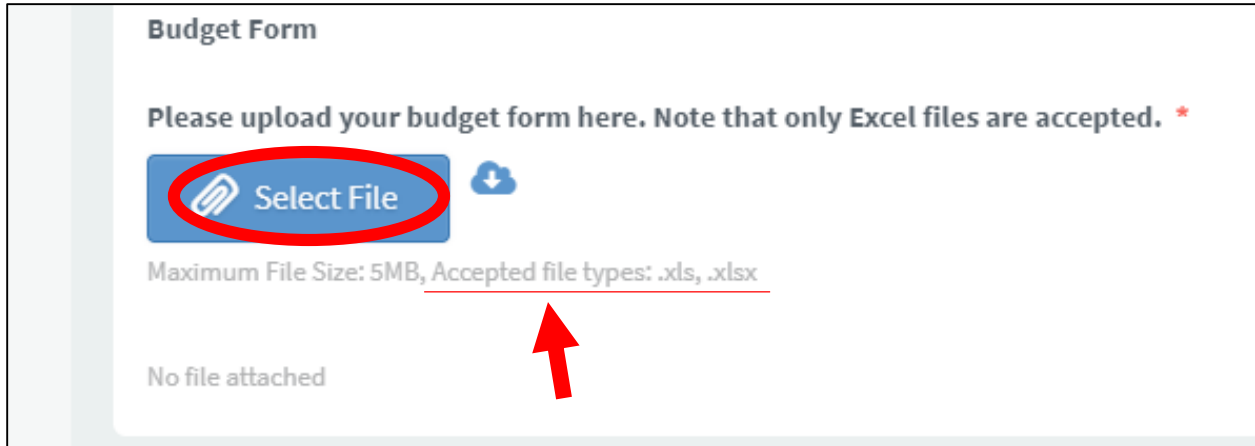 Budget Form
Please upload your budget form here. Note that only Excel files are accepted. *
Select File
Maximum File Size: 5MB, Accepted file types: .xls, .xlsx
No file attached